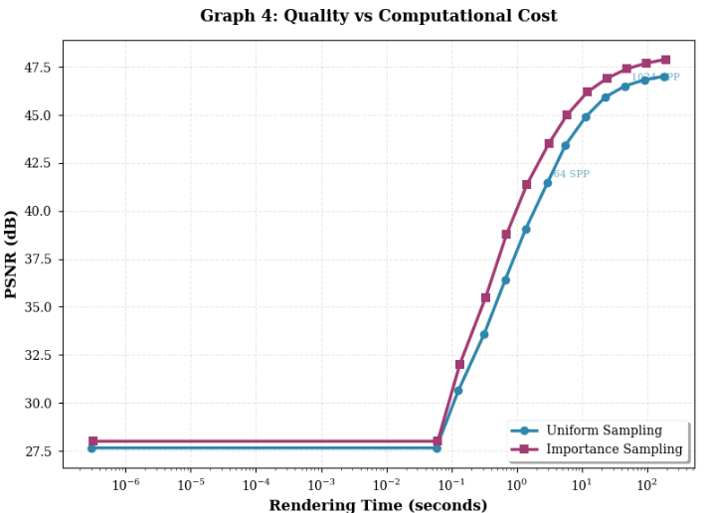 Graph 4: Quality vs Computational Cost
47.5
45.0
42.5
40.0
37.5
35.0
32.5
30.0
27.5
PSNR (dB)
1024 SPP
64 SPP
Uniform Sampling
Importance Sampling
10⁻⁶ 10⁻⁵ 10⁻⁴ 10⁻³ 10⁻² 10⁻¹ 10⁰ 10¹ 10²
Rendering Time (seconds)